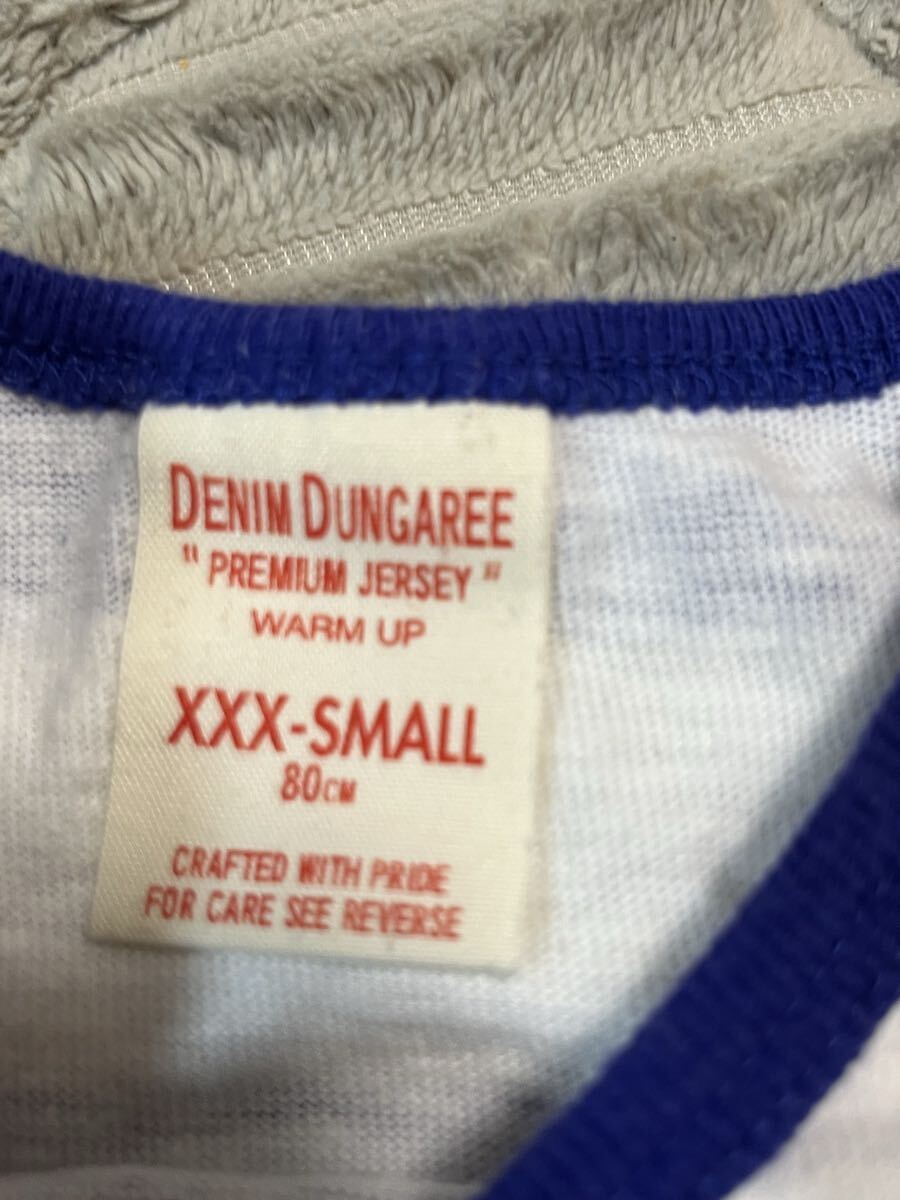 DENIM DUNGAREE
" PREMIUM JERSEY "
WARM UP
XXX-SMALL
80CM
CRAFTED WITH PRIDE
FOR CARE SEE REVERSE